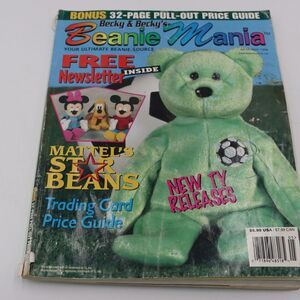 BONUS 32-PAGE PULL-OUT PRICE GUIDE
Becky & Becky's
Beanie Mania
YOUR ULTIMATE BEANIE SOURCE
FREE
Newsletter
INSIDE
MATTEL'S
STAR
BEANS
Trading Card
Price Guide
NEW TY
RELEASES
$5.99 USA